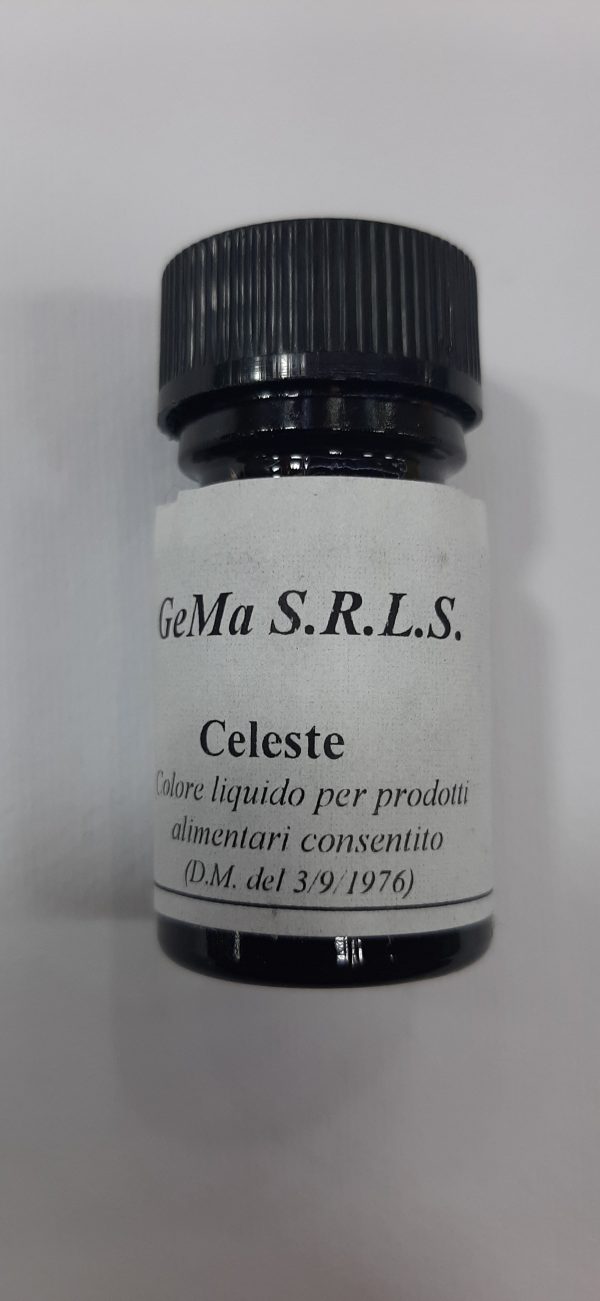 GeMa S.R.L.S.
Celeste
Colore liquido per prodotti
alimentari consentito
(D.M. del 3/9/1976)